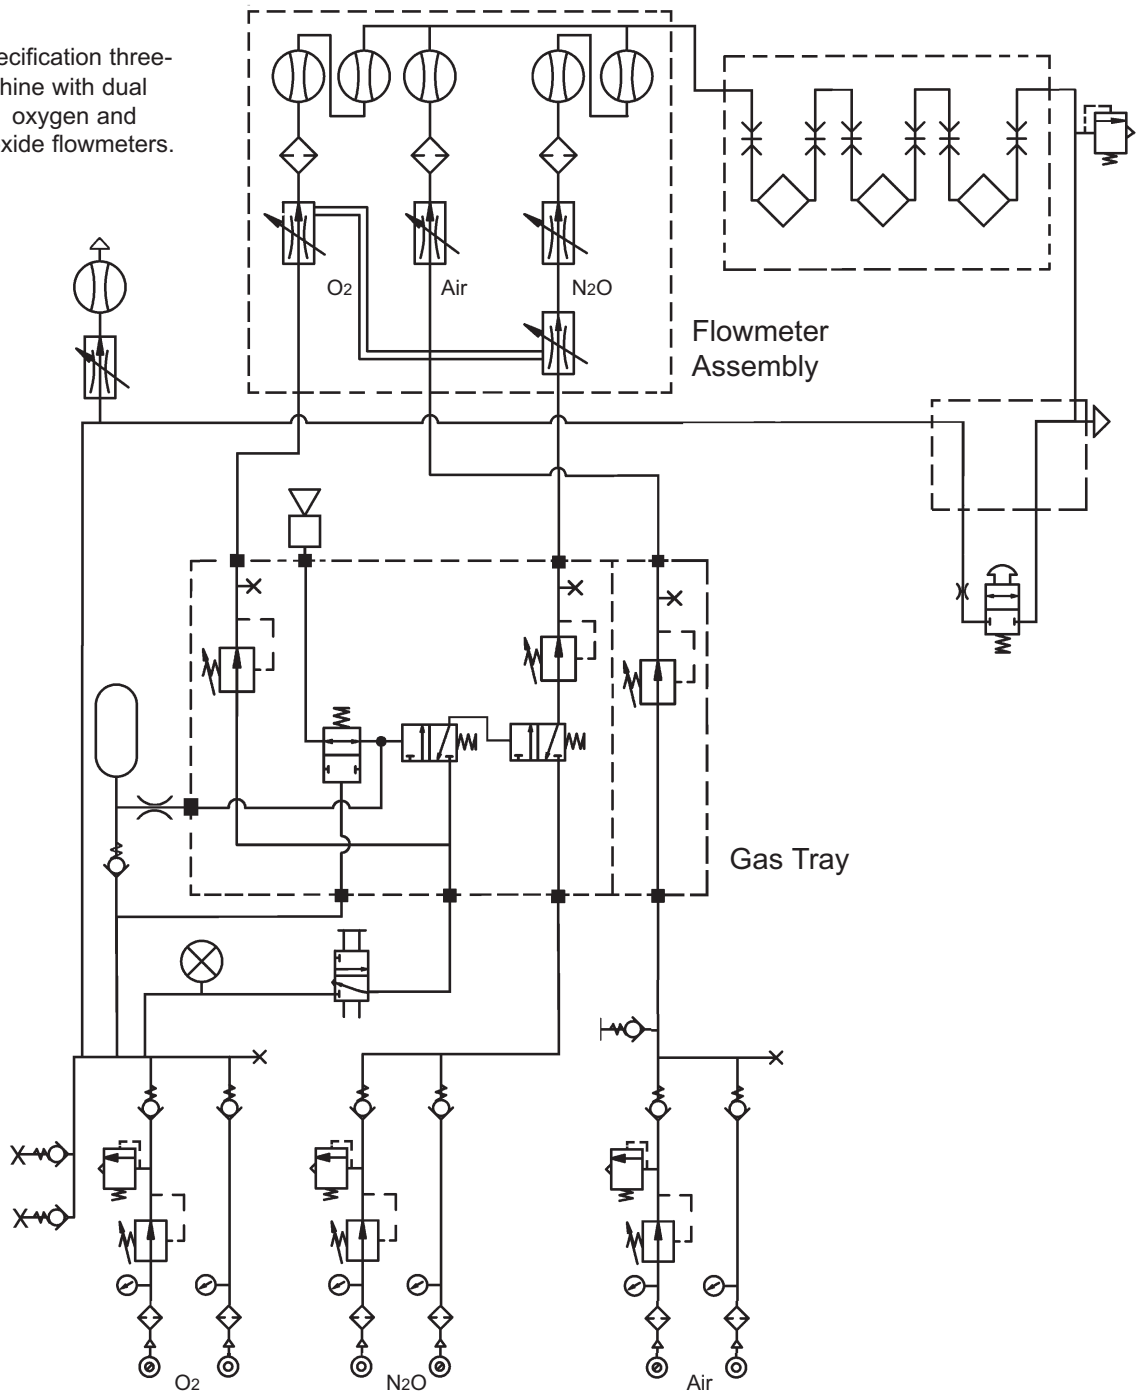 ecification three-
hine with dual
oxygen and
xide flowmeters.
O2
Air
N2O
Flowmeter
Assembly
Gas Tray
O2
N2O
Air